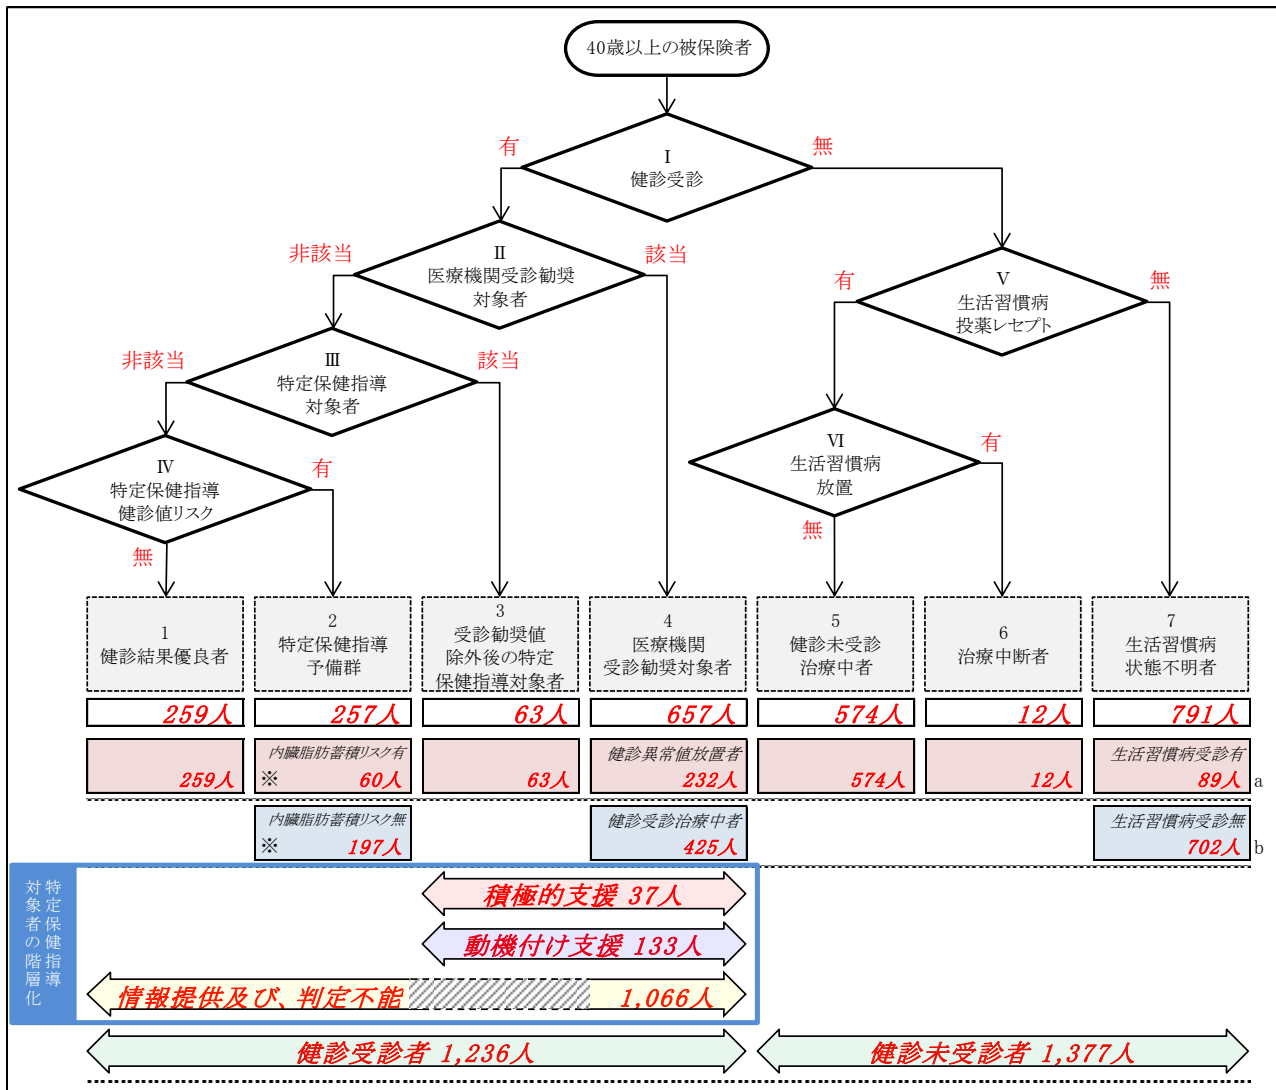 40歳以上の被保険者
Ⅰ
健診受診
有
無
Ⅱ
医療機関受診勧奨
対象者
非該当
該当
Ⅴ
生活習慣病
投薬レセプト
有
無
Ⅲ
特定保健指導
対象者
非該当
該当
Ⅵ
生活習慣病
放置
有
無
Ⅳ
特定保健指導
健診値リスク
有
無
1
健診結果優良者
2
特定保健指導
予備群
3
受診勧奨値
除外後の特定
保健指導対象者
4
医療機関
受診勧奨対象者
5
健診未受診
治療中者
6
治療中断者
7
生活習慣病
状態不明者
259人
257人
63人
657人
574人
12人
791人
259人
内臓脂肪蓄積リスク有
※ 60人
63人
健診異常値放置者
232人
574人
12人
生活習慣病受診有
89人
a
内臓脂肪蓄積リスク無
※ 197人
健診受診治療中者
425人
生活習慣病受診無
702人
b
特定保健指導
対象者の階層化
積極的支援 37人
動機付け支援 133人
情報提供及び、判定不能 1,066人
健診受診者 1,236人
健診未受診者 1,377人